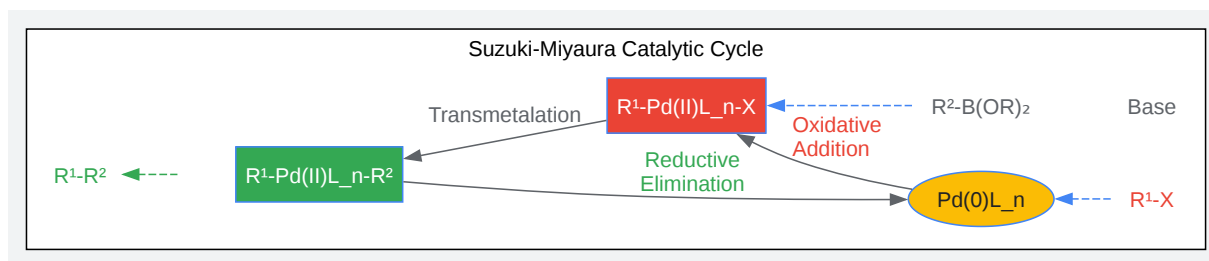 Suzuki-Miyaura Catalytic Cycle
R¹-Pd(II)L_n-X
R²-B(OR)₂
Base
Transmetalation
Oxidative
Addition
R¹-R²
R¹-Pd(II)L_n-R²
Reductive
Elimination
Pd(0)L_n
R¹-X